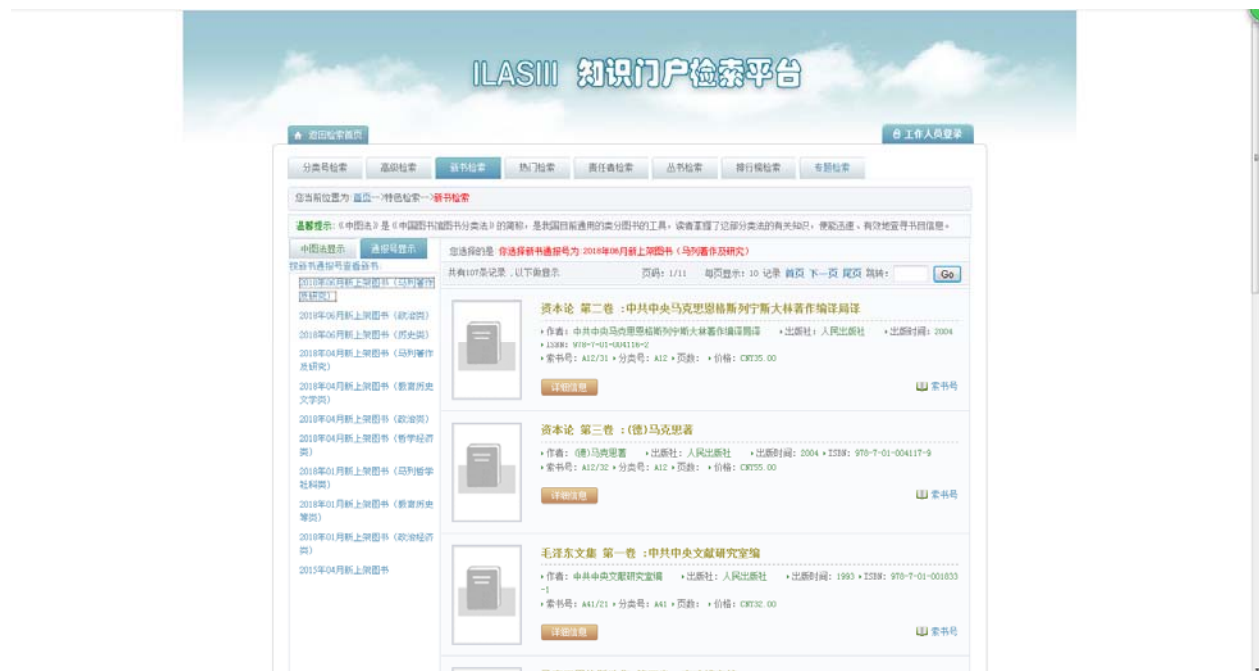 ILASIII 知识门户检索平台
返回检索首页
工作人员登录
分类号检索 高级检索 新书检索 热门检索 责任者检索 丛书检索 排行榜检索 专题检索
您当前位置为:首页-->特色检索-->新书检索
温馨提示:《中图法》是《中国图书馆图书分类法》的简称，是我国目前通用的类分图书的工具，读者掌握了这部分类法的有关知识，便能迅速、有效地查寻书目信息。
中图法显示 通报号显示
按新书通报号查看新书:
2018年06月新上架图书（马列著作
及研究）
2018年06月新上架图书（政治类）
2018年06月新上架图书（历史类）
2018年04月新上架图书（马列著作
及研究）
2018年04月新上架图书（教育历史
文学类）
2018年04月新上架图书（政治类）
2018年04月新上架图书（哲学经济
类）
2018年01月新上架图书（马列哲学
社科类）
2018年01月新上架图书（教育历史
等类）
2018年01月新上架图书（政治经济
类）
2015年04月新上架图书
您选择的是:你选择新书通报号为:2018年06月新上架图书（马列著作及研究）
共有107条记录，以下做显示 页码: 1/11 每页显示: 10 记录 首页 下一页 尾页 跳转: Go
资本论 第二卷 :中共中央马克思恩格斯列宁斯大林著作编译局译
作者: 中共中央马克思恩格斯列宁斯大林著作编译局译 出版社: 人民出版社 出版时间: 2004
ISBN: 978-7-01-004116-2
索书号: A12/31 分类号: A12 页数: 价格: CNY35.00
详细信息 索书号
资本论 第三卷 :(德)马克思著
作者: (德)马克思著 出版社: 人民出版社 出版时间: 2004 ISBN: 978-7-01-004117-9
索书号: A12/32 分类号: A12 页数: 价格: CNY55.00
详细信息 索书号
毛泽东文集 第一卷 :中共中央文献研究室编
作者: 中共中央文献研究室编 出版社: 人民出版社 出版时间: 1993 ISBN: 978-7-01-001833
-1
索书号: A41/21 分类号: A41 页数: 价格: CNY32.00
详细信息 索书号